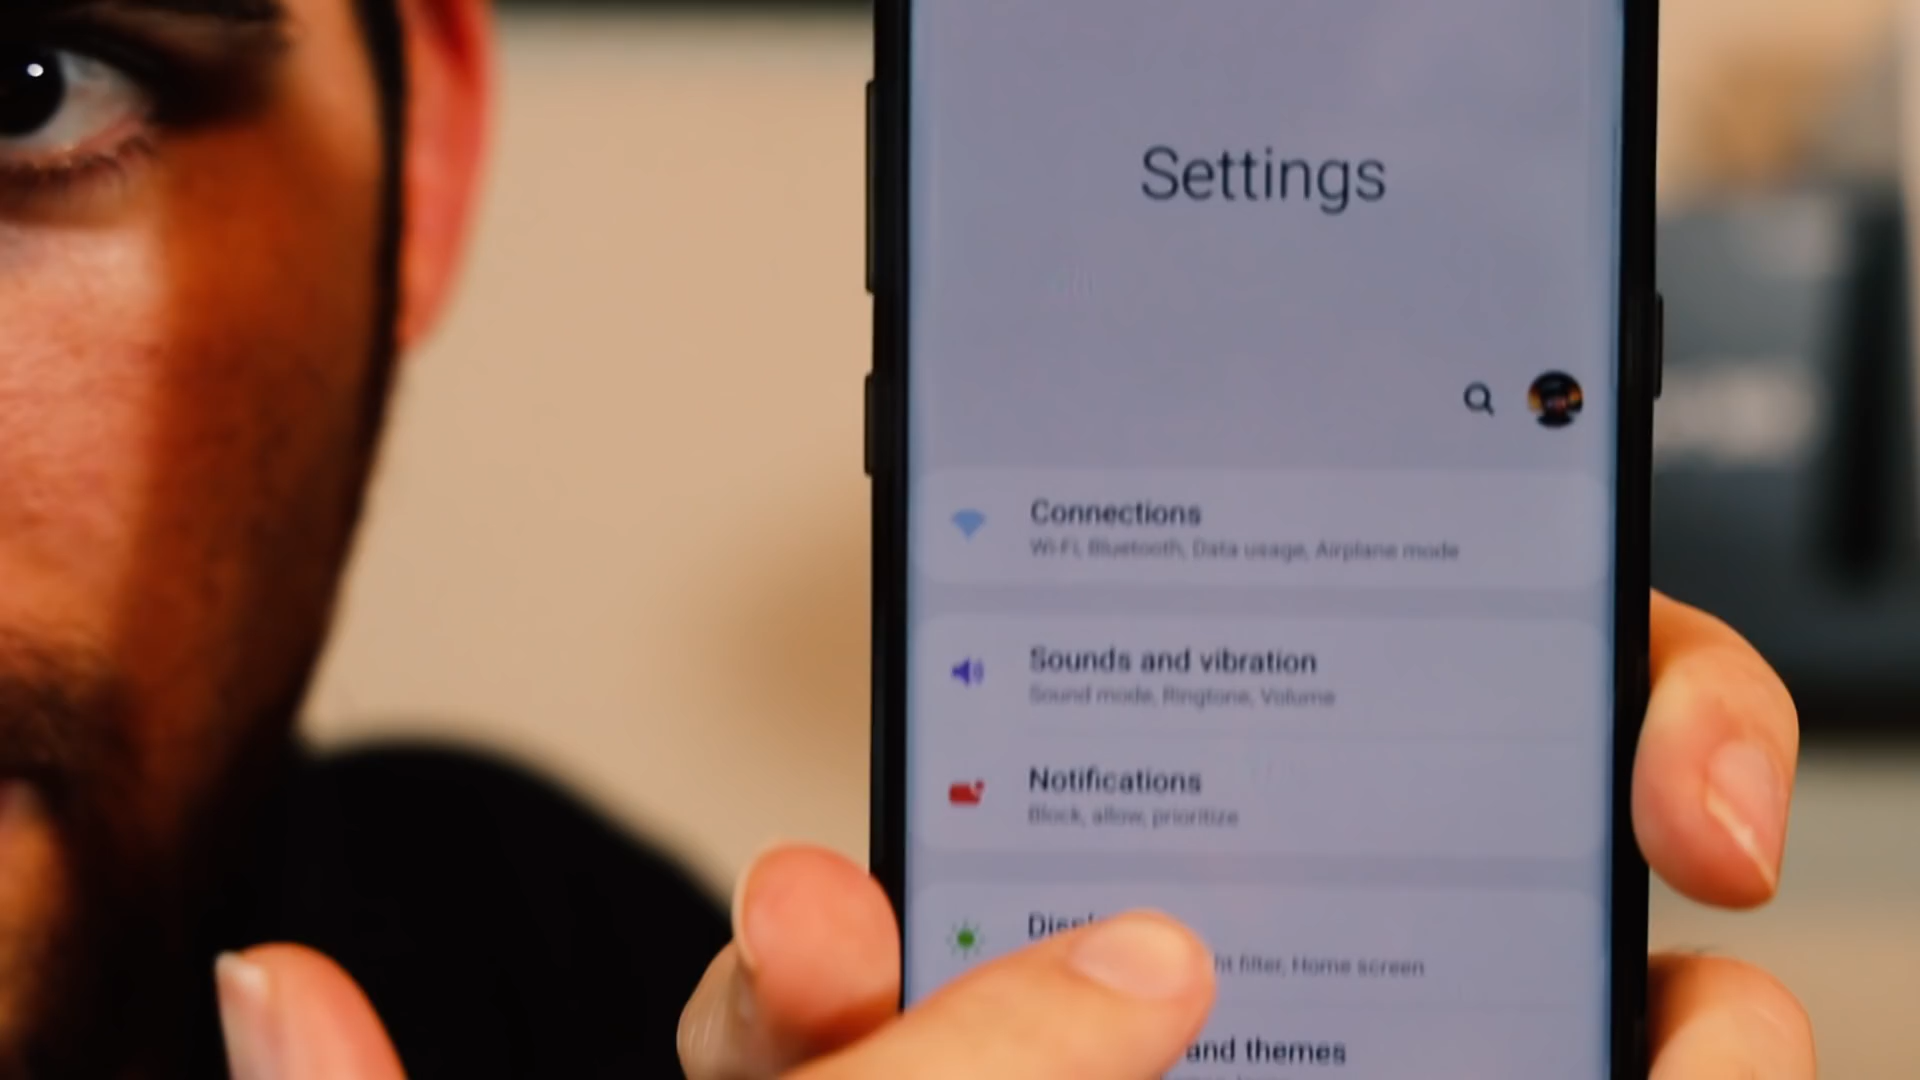 Settings
Connections
Wi-Fi, Bluetooth, Data usage, Airplane mode
Sounds and vibration
Sound mode, Ringtone, Volume
Notifications
Block, allow, prioritize
filter, Home screen
and themes